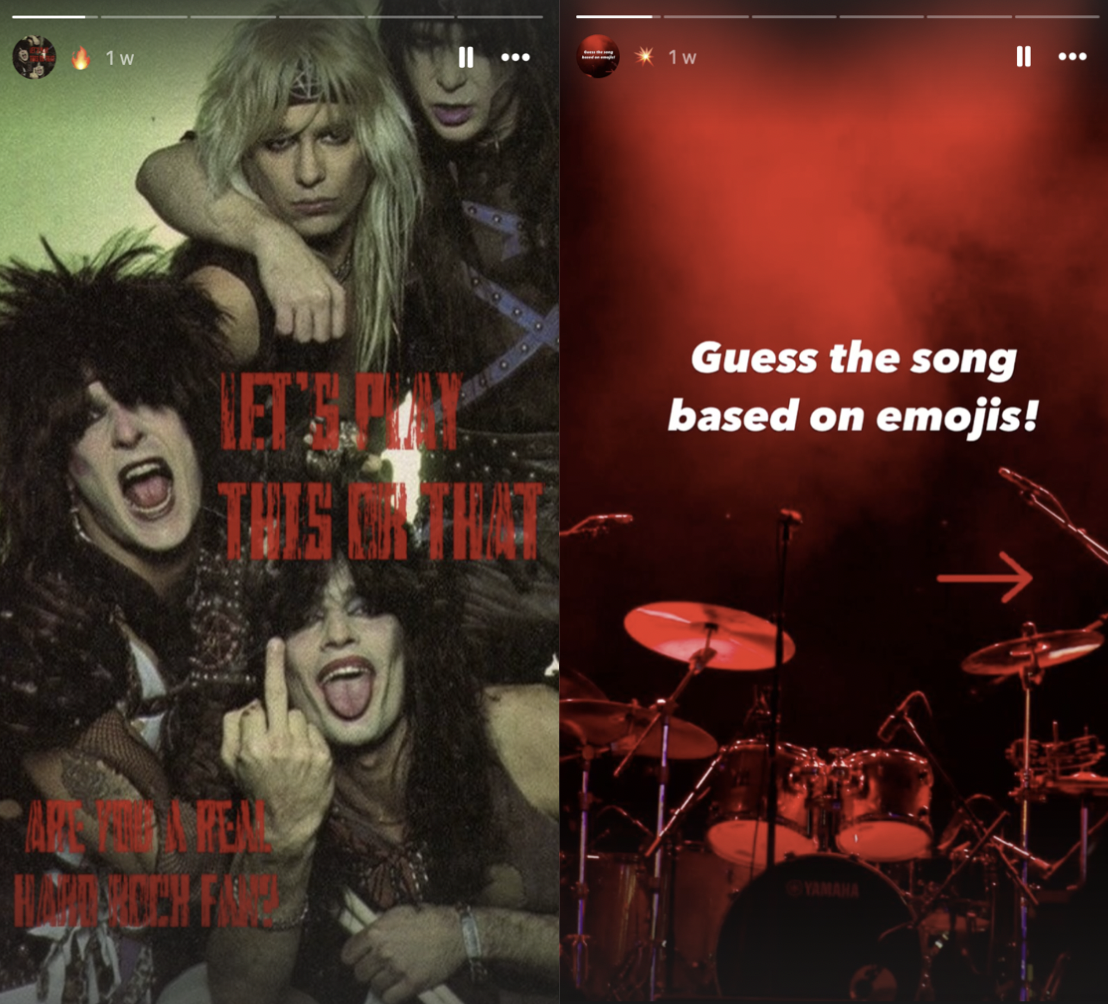 🔥 1 w
LET'S PLAY
THIS OR THAT
ARE YOU A REAL
HARD ROCK FAN?
Guess the song
based on emojis!
💥 1 w
Guess the song
based on emojis!
YAMAHA